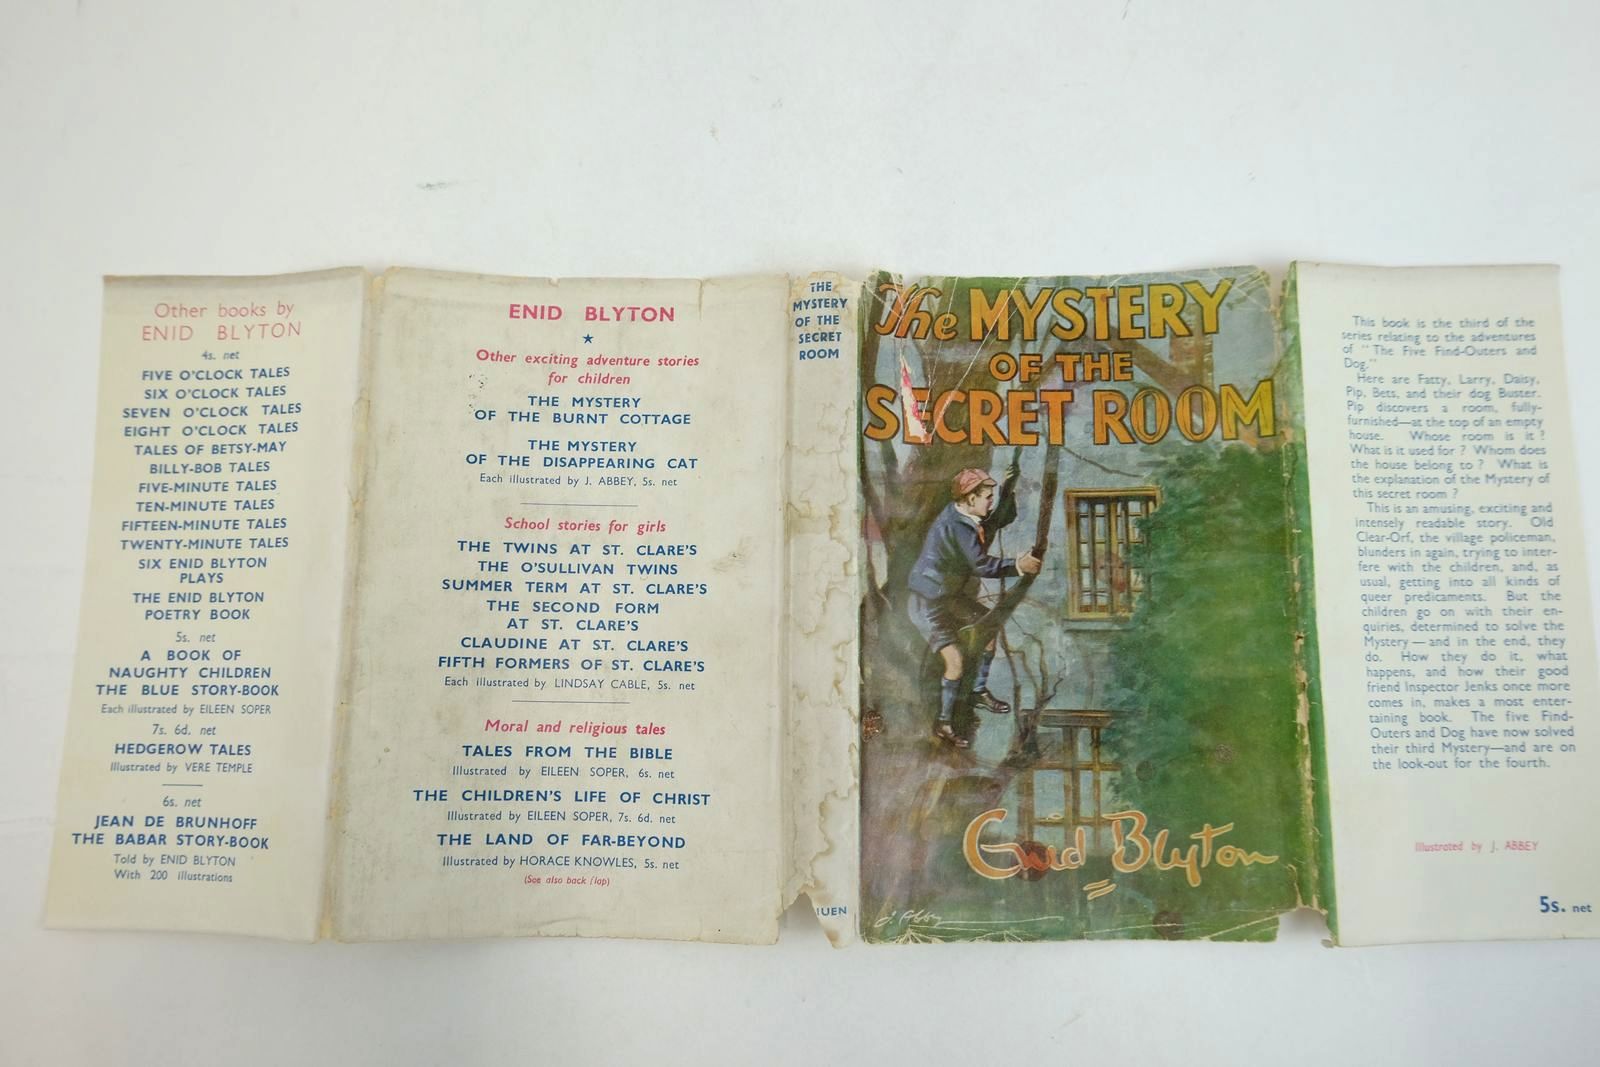 Other books by
ENID BLYTON
4s. net
FIVE O'CLOCK TALES
SIX O'CLOCK TALES
SEVEN O'CLOCK TALES
EIGHT O'CLOCK TALES
TALES OF BETSY-MAY
BILLY-BOB TALES
FIVE-MINUTE TALES
TEN-MINUTE TALES
FIFTEEN-MINUTE TALES
TWENTY-MINUTE TALES
SIX ENID BLYTON
PLAYS
THE ENID BLYTON
POETRY BOOK
5s. net
A BOOK OF
NAUGHTY CHILDREN
THE BLUE STORY-BOOK
Each illustrated by EILEEN SOPER
7s. 6d. net
HEDGEROW TALES
Illustrated by VERE TEMPLE
6s. net
JEAN DE BRUNHOFF
THE BABAR STORY-BOOK
Told by ENID BLYTON
With 200 illustrations
ENID BLYTON
Other exciting adventure stories
for children
THE MYSTERY
OF THE BURNT COTTAGE
THE MYSTERY
OF THE DISAPPEARING CAT
Each illustrated by J. ABBEY, 5s. net
School stories for girls
THE TWINS AT ST. CLARE'S
THE O'SULLIVAN TWINS
SUMMER TERM AT ST. CLARE'S
THE SECOND FORM
AT ST. CLARE'S
CLAUDINE AT ST. CLARE'S
FIFTH FORMERS OF ST. CLARE'S
Each illustrated by LINDSAY CABLE, 5s. net
Moral and religious tales
TALES FROM THE BIBLE
Illustrated by EILEEN SOPER, 6s. net
THE CHILDREN'S LIFE OF CHRIST
Illustrated by EILEEN SOPER, 7s. 6d. net
THE LAND OF FAR-BEYOND
Illustrated by HORACE KNOWLES, 5s. net
(See also back flap)
THE
MYSTERY
OF THE
SECRET
ROOM
HUEN
The MYSTERY
OF THE
SECRET ROOM
Enid Blyton
J. Abbey
This book is the third of the
series relating to the adventures
of "The Five Find-Outers and
Dog."
Here are Fatty, Larry, Daisy,
Pip, Bets, and their dog Buster.
Pip discovers a room, fully-
furnished—at the top of an empty
house. Whose room is it?
What is it used for? Whom does
the house belong to? What is
the explanation of the Mystery of
this secret room?
This is an amusing, exciting and
intensely readable story. Old
Clear-Orf, the village policeman,
blunders in again, trying to inter-
fere with the children, and, as
usual, getting into all kinds of
queer predicaments. But the
children go on with their en-
quiries, determined to solve the
Mystery—and in the end, they
do. How they do it, what
happens, and how their good
friend Inspector Jenks once more
comes in, makes a most enter-
taining book. The five Find-
Outers and Dog have now solved
their third Mystery—and are on
the look-out for the fourth.
Illustrated by J. ABBEY
5s. net